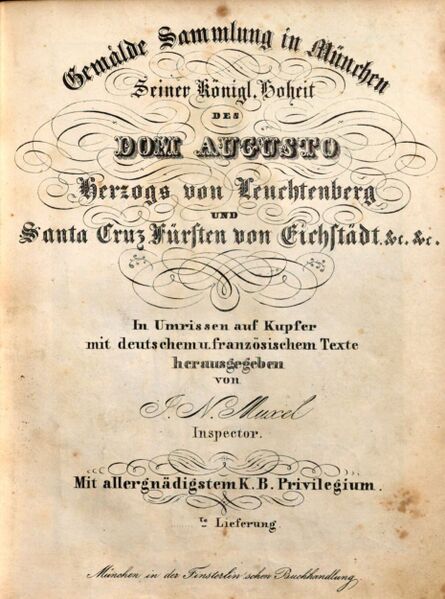 Gemälde Sammlung in München
Seiner Königl. Hoheit
DES
DOM AUGUSTO
Herzogs von Leuchtenberg
UND
Santa Cruz, Fürsten von Eichstädt. &c. &c.
In Umrissen auf Kupfer
mit deutschem u. französischem Texte
herausgegeben
von
J. N. Muxel
Inspector.
Mit allergnädigstem K. B. Privilegium.
........te Lieferung.
München in der Finsterlin'schen Buchhandlung